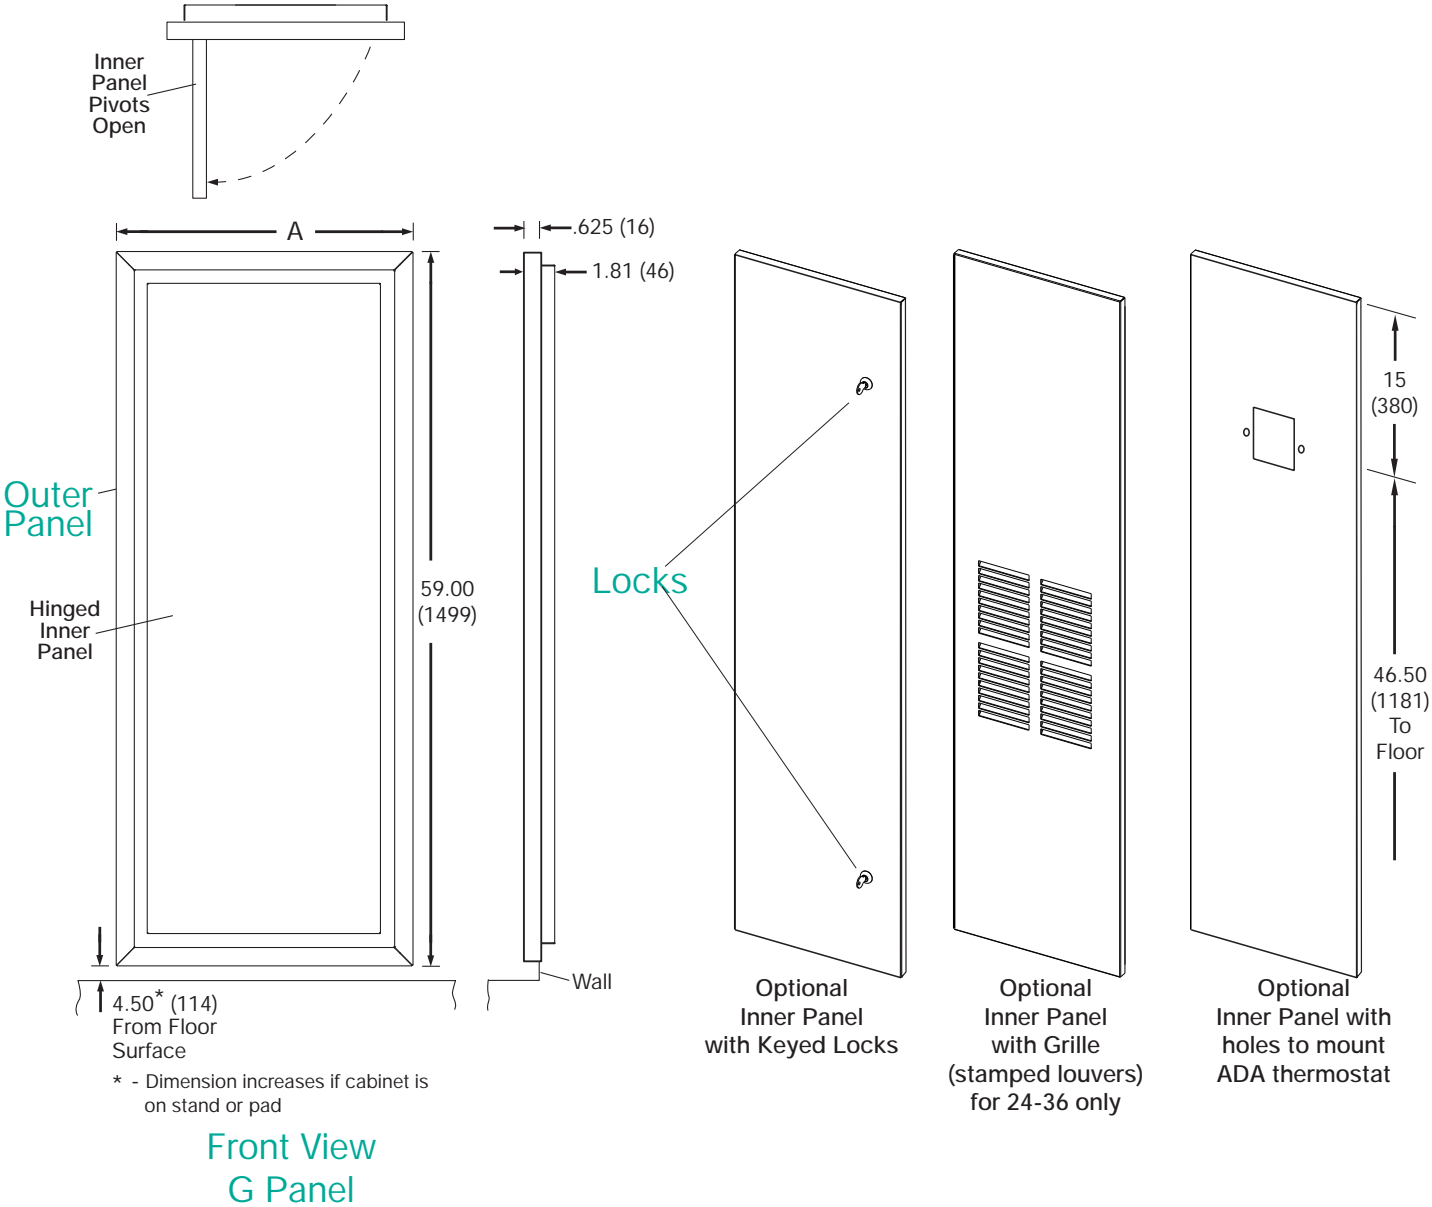 Inner
Panel
Pivots
Open
A
.625 (16)
1.81 (46)
Outer
Panel
Hinged
Inner
Panel
59.00
(1499)
Locks
15
(380)
46.50
(1181)
To
Floor
Wall
4.50* (114)
From Floor
Surface
* - Dimension increases if cabinet is
on stand or pad
Front View
G Panel
Optional
Inner Panel
with Keyed Locks
Optional
Inner Panel
with Grille
(stamped louvers)
for 24-36 only
Optional
Inner Panel with
holes to mount
ADA thermostat